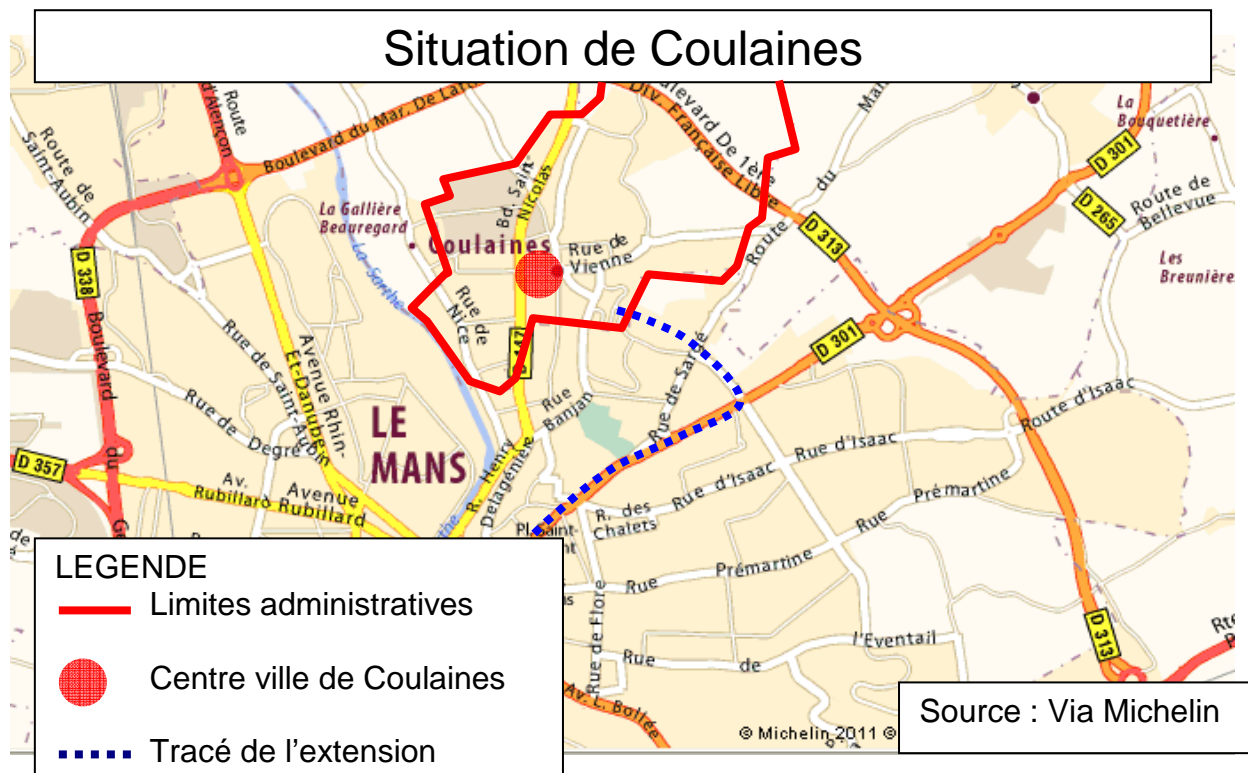 Situation de Coulaines
Route
d'Alençon
Boulevard du Mar. De
Div. Française Libre
Boulevard De 1ère
Route du
La
Bouquetière
D 301
D 265
Route de
Bellevue
Les
Breunières
Route de
Saint-Aubin
La Gallière
Beauregard
La Sarthe
Bd. Saint-
Nicolas
Coulaines
Rue de
Vienne
D 313
D 338
Boulevard
du
Rue de
Nice
Rue de Saint-Aubin
Avenue Rhin-
Et-Danube
Rue de Degré
LE
MANS
Rue
Banjan
Rue de Sargé
D 301
D 357
Av.
Rubillard
Avenue
Rubillard
R. Henry
Delagénière
R. des
Chalets
Rue d'Isaac
Rue d'Isaac
Route d'Isaac
Rue
Prémartine
Rue
Prémartine
Rue de Flore
Rue
de
l'Eventail
D 313
Rte
Av. L. Bollée
LEGENDE
Limites administratives
Centre ville de Coulaines
Tracé de l'extension
Source : Via Michelin
© Michelin 2011 ©